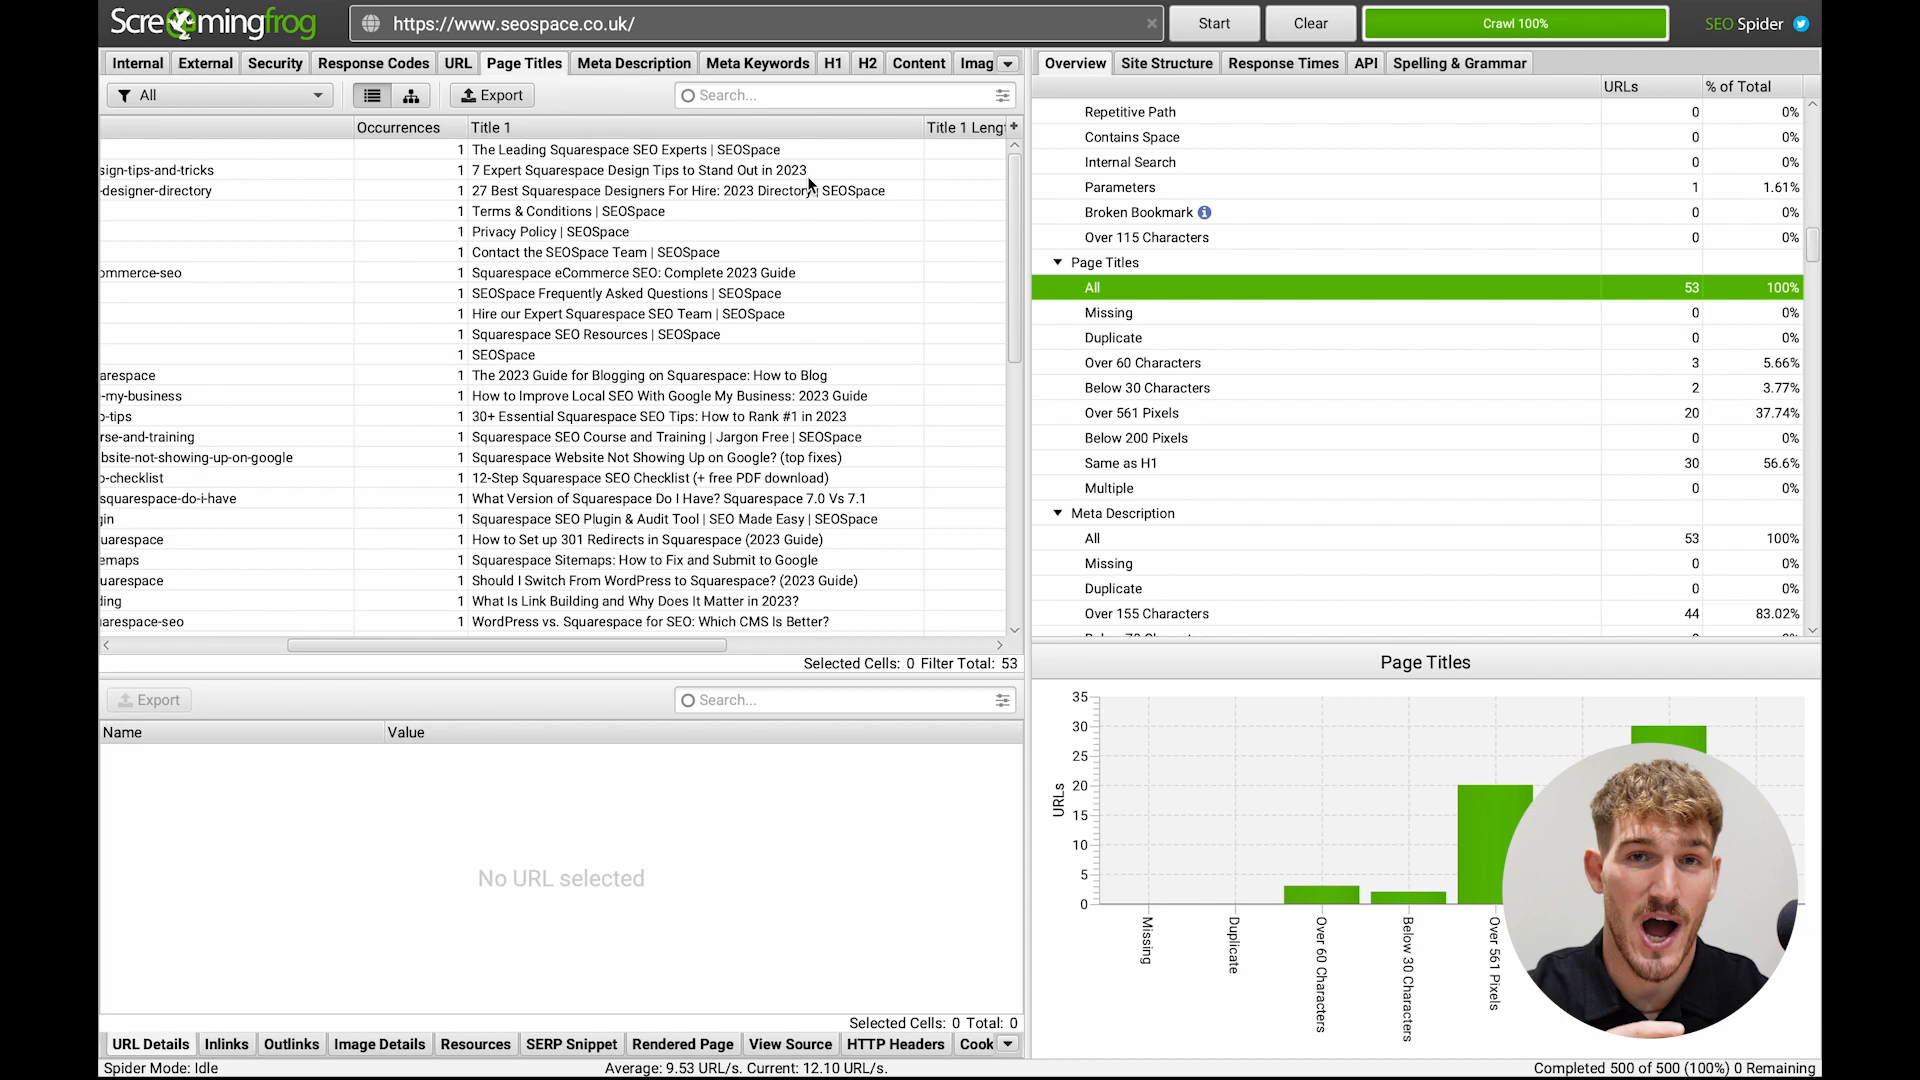 Screamingfrog
https://www.seospace.co.uk/
Start
Clear
Crawl 100%
SEO Spider
Internal External Security Response Codes URL Page Titles Meta Description Meta Keywords H1 H2 Content Imag
All
Export
Search...
Occurrences Title 1 Title 1 Lengt
1 The Leading Squarespace SEO Experts | SEOSpace
sign-tips-and-tricks 1 7 Expert Squarespace Design Tips to Stand Out in 2023
-designer-directory 1 27 Best Squarespace Designers For Hire: 2023 Directory | SEOSpace
1 Terms & Conditions | SEOSpace
1 Privacy Policy | SEOSpace
1 Contact the SEOSpace Team | SEOSpace
ommerce-seo 1 Squarespace eCommerce SEO: Complete 2023 Guide
1 SEOSpace Frequently Asked Questions | SEOSpace
1 Hire our Expert Squarespace SEO Team | SEOSpace
1 Squarespace SEO Resources | SEOSpace
1 SEOSpace
arespace 1 The 2023 Guide for Blogging on Squarespace: How to Blog
-my-business 1 How to Improve Local SEO With Google My Business: 2023 Guide
o-tips 1 30+ Essential Squarespace SEO Tips: How to Rank #1 in 2023
rse-and-training 1 Squarespace SEO Course and Training | Jargon Free | SEOSpace
bsite-not-showing-up-on-google 1 Squarespace Website Not Showing Up on Google? (top fixes)
o-checklist 1 12-Step Squarespace SEO Checklist (+ free PDF download)
squarespace-do-i-have 1 What Version of Squarespace Do I Have? Squarespace 7.0 Vs 7.1
gin 1 Squarespace SEO Plugin & Audit Tool | SEO Made Easy | SEOSpace
uarespace 1 How to Set up 301 Redirects in Squarespace (2023 Guide)
emaps 1 Squarespace Sitemaps: How to Fix and Submit to Google
uarespace 1 Should I Switch From WordPress to Squarespace? (2023 Guide)
ding 1 What Is Link Building and Why Does It Matter in 2023?
uarespace-seo 1 WordPress vs. Squarespace for SEO: Which CMS Is Better?
Selected Cells: 0 Filter Total: 53
Export
Search...
Name Value
No URL selected
Selected Cells: 0 Total: 0
URL Details Inlinks Outlinks Image Details Resources SERP Snippet Rendered Page View Source HTTP Headers Cook
Overview Site Structure Response Times API Spelling & Grammar
URLs % of Total
Repetitive Path 0 0%
Contains Space 0 0%
Internal Search 0 0%
Parameters 1 1.61%
Broken Bookmark 0 0%
Over 115 Characters 0 0%
Page Titles
All 53 100%
Missing 0 0%
Duplicate 0 0%
Over 60 Characters 3 5.66%
Below 30 Characters 2 3.77%
Over 561 Pixels 20 37.74%
Below 200 Pixels 0 0%
Same as H1 30 56.6%
Multiple 0 0%
Meta Description
All 53 100%
Missing 0 0%
Duplicate 0 0%
Over 155 Characters 44 83.02%
Page Titles
35
30
25
20
15
10
5
0
URLs
Missing
Duplicate
Over 60 Characters
Below 30 Characters
Over 561 Pixels
Spider Mode: Idle
Average: 9.53 URL/s. Current: 12.10 URL/s.
Completed 500 of 500 (100%) 0 Remaining